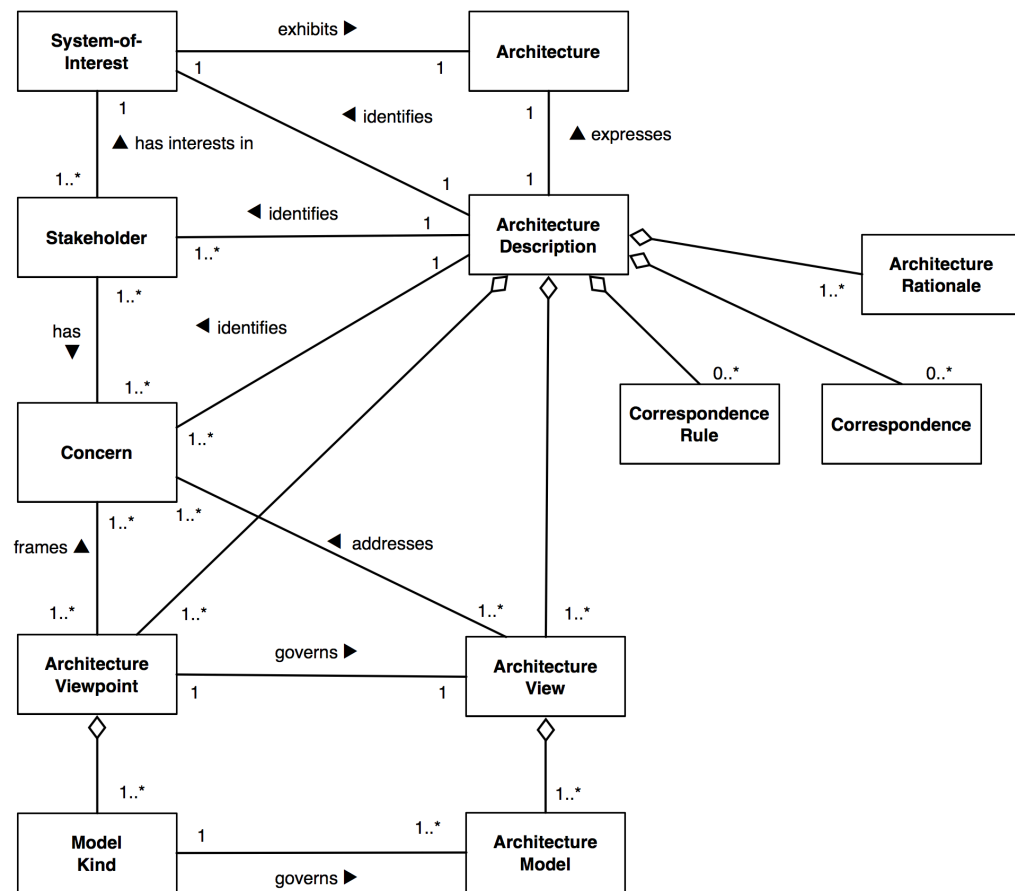 exhibits ▶
System-of-
Interest
Architecture
1
1
1
1
◀ identifies
▲ expresses
▲ has interests in
1..*
1
1
Stakeholder
◀ identifies
1
1..*
Architecture
Description
Architecture
Rationale
1..*
1..*
1
has
▼
◀ identifies
1..*
0..*
0..*
1..*
Concern
Correspondence
Rule
Correspondence
1..*
1..*
frames ▲
◀ addresses
1..*
1..*
1..*
1..*
Architecture
Viewpoint
governs ▶
1
1
Architecture
View
1..*
1..*
Model
Kind
1
1..*
governs ▶
Architecture
Model